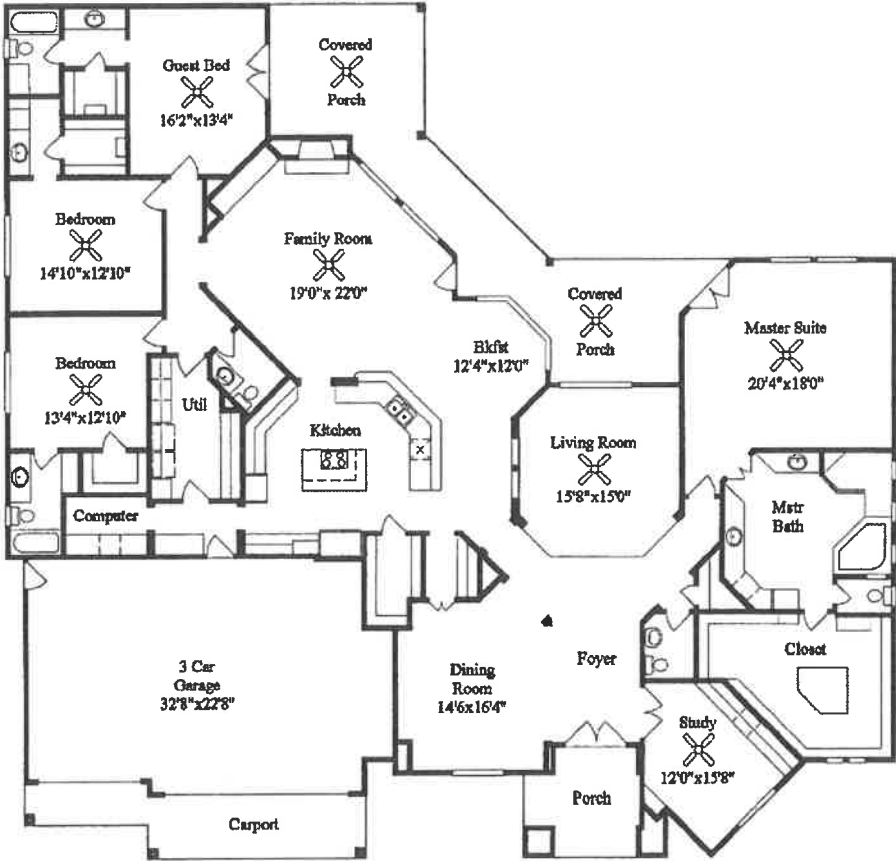 Guest Bed
16'2"x13'4"
Covered
Porch
Bedroom
14'10"x12'10"
Family Room
19'0"x 22'0"
Covered
Porch
Master Suite
20'4"x18'0"
Bkfst
12'4"x12'0"
Bedroom
13'4"x12'10"
Util
Kitchen
Living Room
15'8"x15'0"
Mstr
Bath
Computer
3 Car
Garage
32'8"x22'8"
Dining
Room
14'6x16'4"
Foyer
Closet
Study
12'0"x15'8"
Porch
Carport